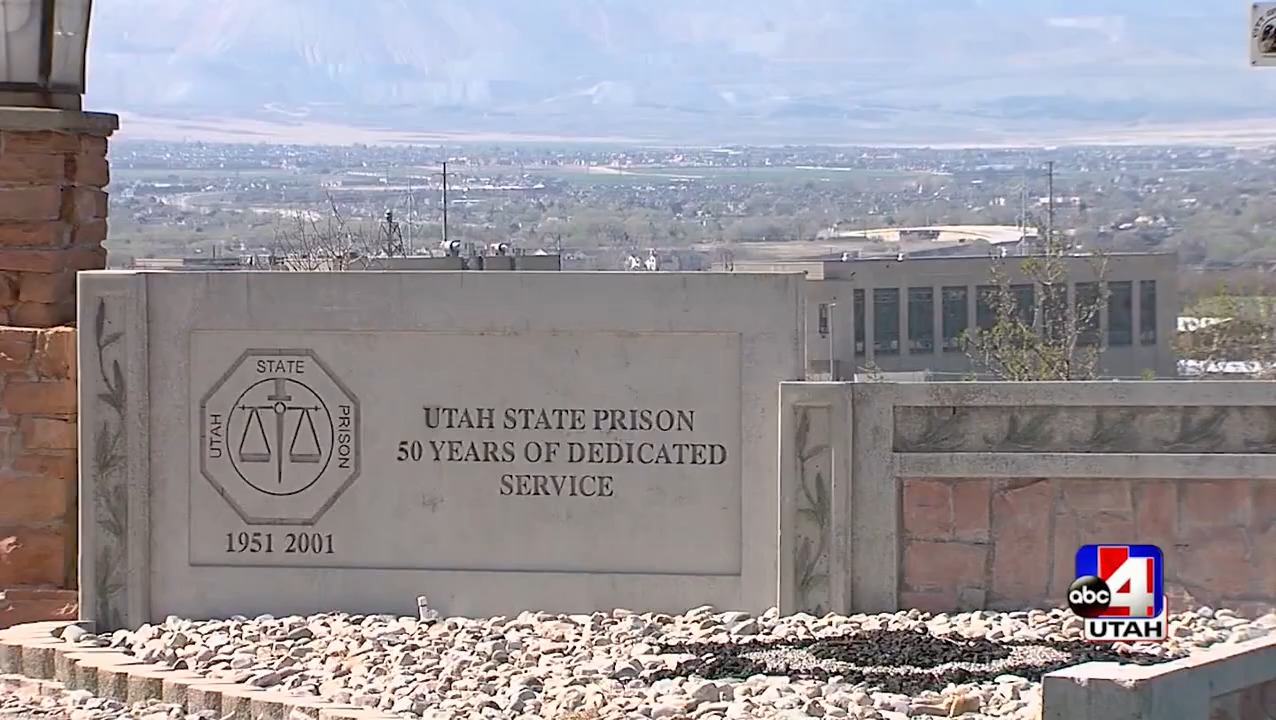 STATE
UTAH
PRISON
1951 2001
UTAH STATE PRISON
50 YEARS OF DEDICATED
SERVICE
abc 4
UTAH